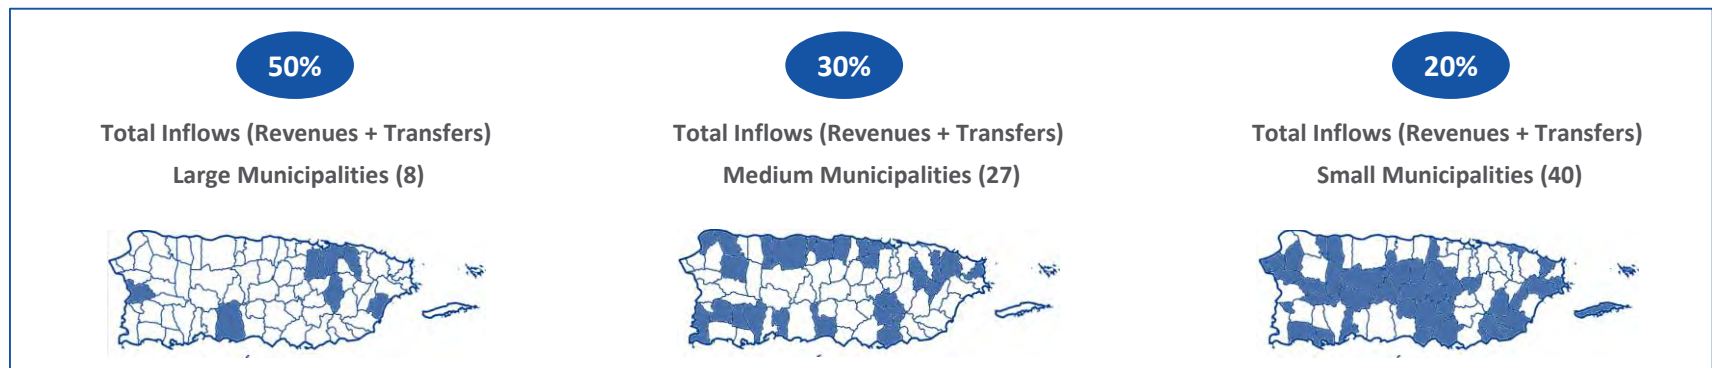 50%
Total Inflows (Revenues + Transfers)
Large Municipalities (8)
30%
Total Inflows (Revenues + Transfers)
Medium Municipalities (27)
20%
Total Inflows (Revenues + Transfers)
Small Municipalities (40)